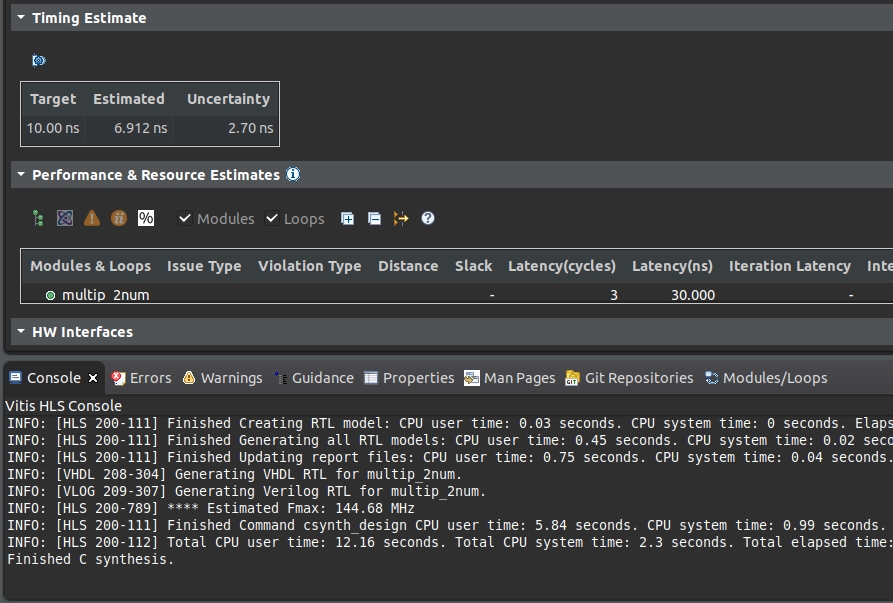 Timing Estimate
Target Estimated Uncertainty
10.00 ns 6.912 ns 2.70 ns
Performance & Resource Estimates
% Modules Loops
Modules & Loops Issue Type Violation Type Distance Slack Latency(cycles) Latency(ns) Iteration Latency Inte
multip_2num - 3 30.000 -
HW Interfaces
Console Errors Warnings Guidance Properties Man Pages Git Repositories Modules/Loops
Vitis HLS Console
INFO: [HLS 200-111] Finished Creating RTL model: CPU user time: 0.03 seconds. CPU system time: 0 seconds. Elaps
INFO: [HLS 200-111] Finished Generating all RTL models: CPU user time: 0.45 seconds. CPU system time: 0.02 seco
INFO: [HLS 200-111] Finished Updating report files: CPU user time: 0.75 seconds. CPU system time: 0.04 seconds.
INFO: [VHDL 208-304] Generating VHDL RTL for multip_2num.
INFO: [VLOG 209-307] Generating Verilog RTL for multip_2num.
INFO: [HLS 200-789] **** Estimated Fmax: 144.68 MHz
INFO: [HLS 200-111] Finished Command csynth_design CPU user time: 5.84 seconds. CPU system time: 0.99 seconds.
INFO: [HLS 200-112] Total CPU user time: 12.16 seconds. Total CPU system time: 2.3 seconds. Total elapsed time:
Finished C synthesis.